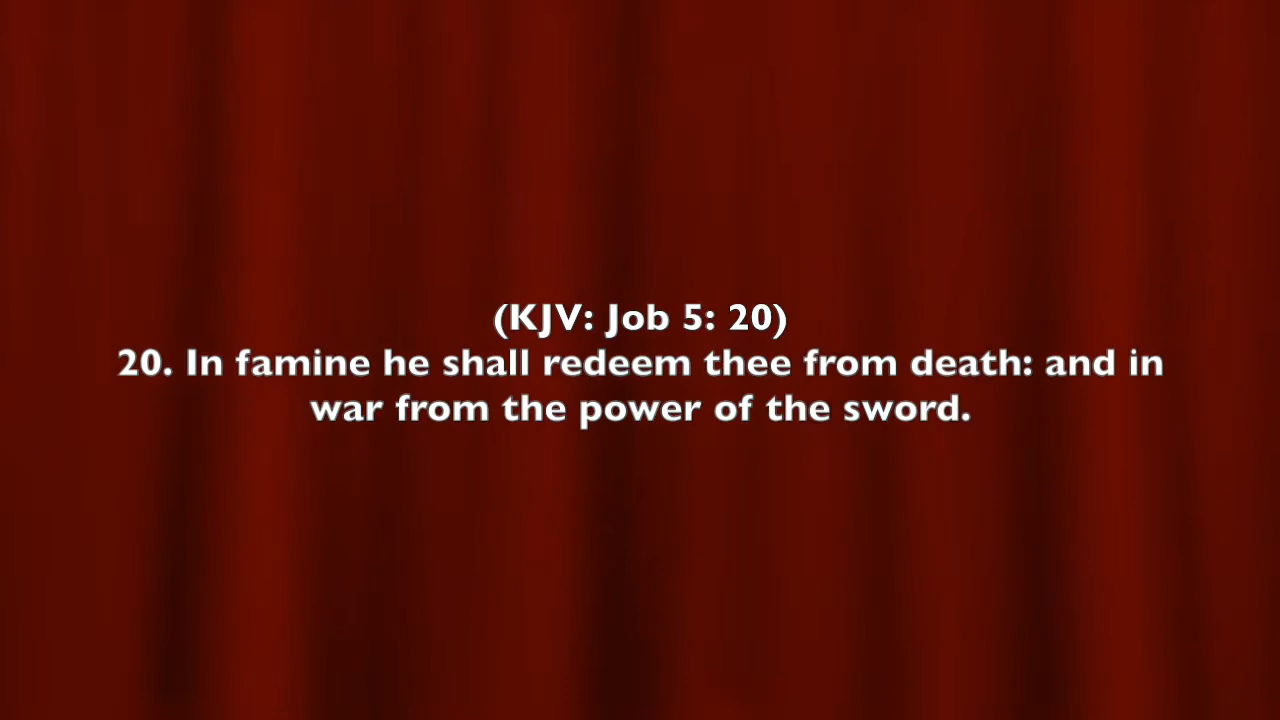 (KJV: Job 5: 20)
20. In famine he shall redeem thee from death: and in
war from the power of the sword.